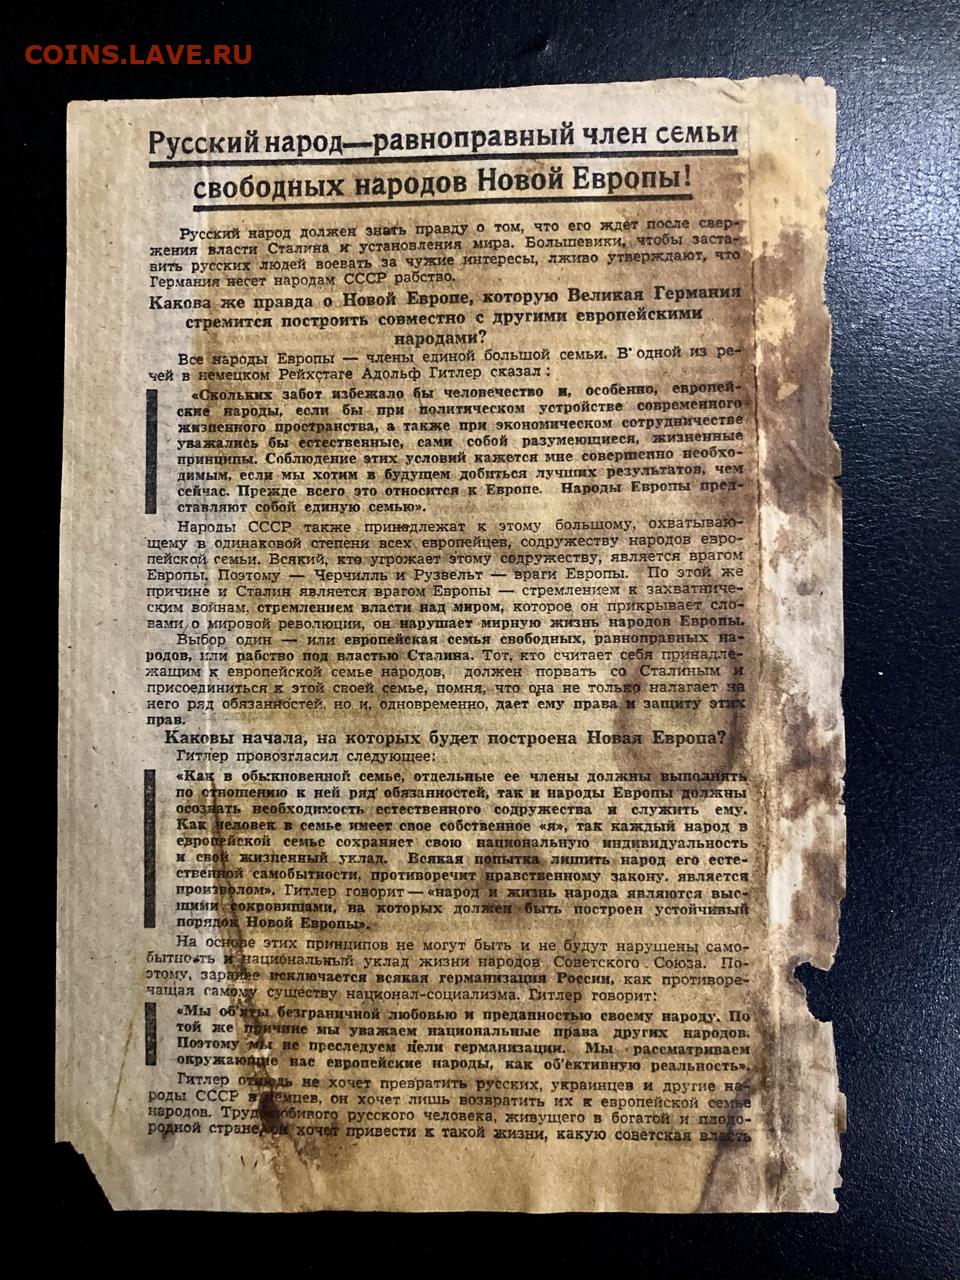 COINS.LAVE.RU
Русский народ—равноправный член семьи
свободных народов Новой Европы!
Русский народ должен знать правду о том, что его ждет после свер-
жения власти Сталина и установления мира. Большевики, чтобы заста-
вить русских людей воевать за чужие интересы, лживо утверждают, что
Германия несет народам СССР рабство.
Какова же правда о Новой Европе, которую Великая Германия
стремится построить совместно с другими европейскими
народами?
Все народы Европы — члены единой большой семьи. В одной из ре-
чей в немецком Рейхстаге Адольф Гитлер сказал:
«Скольких забот избежало бы человечество и, особенно, европей-
ские народы, если бы при политическом устройстве современного
жизненного пространства, а также при экономическом сотрудничестве
уважались бы естественные, сами собой разумеющиеся, жизненные
принципы. Соблюдение этих условий кажется мне совершенно необхо-
димым, если мы хотим в будущем добиться лучших результатов, чем
сейчас. Прежде всего это относится к Европе. Народы Европы пред-
ставляют собой единую семью».
Народы СССР также принадлежат к этому большому, охватываю-
щему в одинаковой степени всех европейцев, содружеству народов евро-
пейской семьи. Всякий, кто угрожает этому содружеству, является врагом
Европы. Поэтому — Черчилль и Рузвельт — враги Европы. По этой же
причине и Сталин является врагом Европы — стремлением к захватниче-
ским войнам, стремлением власти над миром, которое он прикрывает сло-
вами о мировой революции, он нарушает мирную жизнь народов Европы.
Выбор один — или европейская семья свободных, равноправных на-
родов, или рабство под властью Сталина. Тот, кто считает себя принадле-
жащим к европейской семье народов, должен порвать со Сталиным и
присоединиться к этой своей семье, помня, что она не только налагает на
него ряд обязанностей, но и, одновременно, дает ему права и защиту этих
прав.
Каковы начала, на которых будет построена Новая Европа?
Гитлер провозгласил следующее:
«Как в обыкновенной семье, отдельные ее члены должны выполнять
по отношению к ней ряд обязанностей, так и народы Европы должны
осознать необходимость естественного содружества и служить ему.
Как человек в семье имеет свое собственное «я», так каждый народ в
европейской семье сохраняет свою национальную индивидуальность
и свой жизненный уклад. Всякая попытка лишить народ его есте-
ственной самобытности, противоречит нравственному закону, является
произволом». Гитлер говорит — «народ и жизнь народа являются выс-
шими сокровищами, на которых должен быть построен устойчивый
порядок Новой Европы».
На основе этих принципов не могут быть и не будут нарушены само-
бытность и национальный уклад жизни народов Советского Союза. По-
этому, заранее исключается всякая германизация России, как противоре-
чащая самому существу национал-социализма. Гитлер говорит:
«Мы об'яты безграничной любовью и преданностью своему народу. По
той же причине мы уважаем национальные права других народов.
Поэтому мы не преследуем цели германизации. Мы рассматриваем
окружающие нас европейские народы, как об'ективную реальность».
Гитлер отнюдь не хочет превратить русских, украинцев и другие на-
роды СССР в немцев, он хочет лишь возвратить их к европейской семье
народов. Трудолюбивого русского человека, живущего в богатой и плодо-
родной стране, он хочет привести к такой жизни, какую советская власть